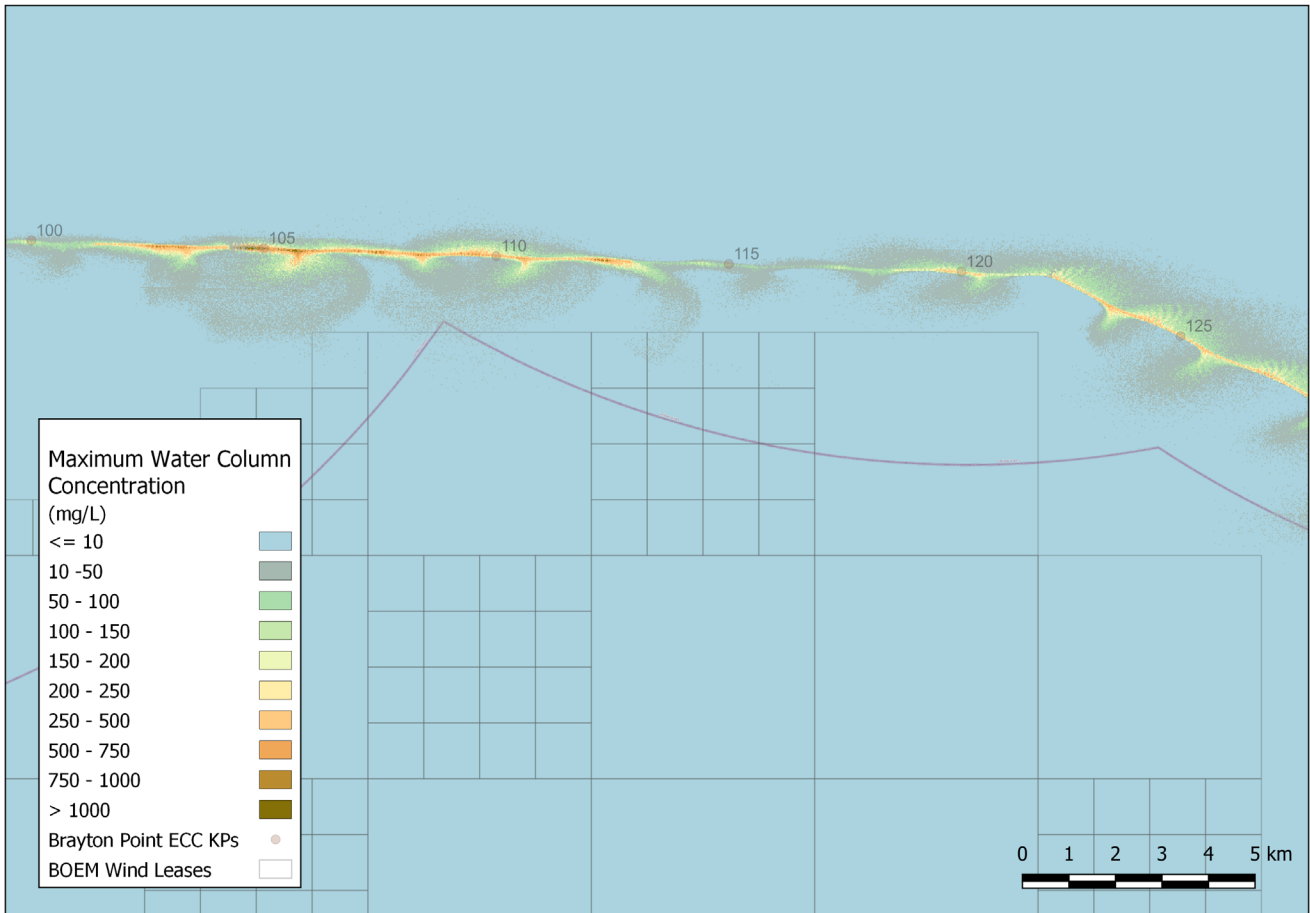 100
105
110
115
120
125
Maximum Water Column
Concentration
(mg/L)
<= 10
10 -50
50 - 100
100 - 150
150 - 200
200 - 250
250 - 500
500 - 750
750 - 1000
> 1000
Brayton Point ECC KPs
BOEM Wind Leases
0 1 2 3 4 5 km